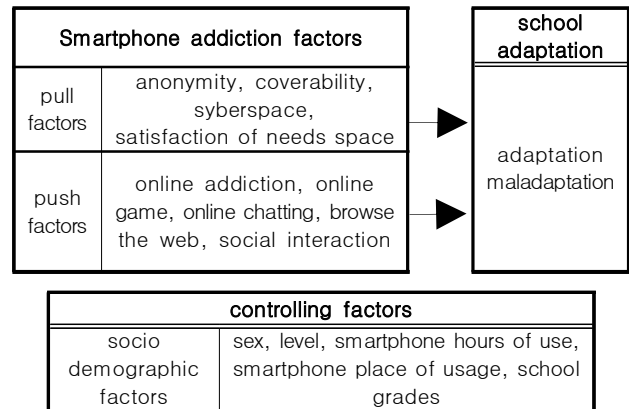 Smartphone addiction factors
pull
factors
anonymity, coverability,
syberspace,
satisfaction of needs space
push
factors
online addiction, online
game, online chatting, browse
the web, social interaction
school
adaptation
adaptation
maladaptation
controlling factors
socio
demographic
factors
sex, level, smartphone hours of use,
smartphone place of usage, school
grades